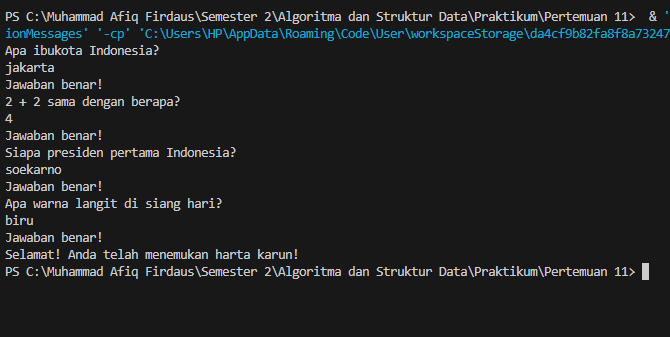 PS C:\Muhammad Afiq Firdaus\Semester 2\Algoritma dan Struktur Data\Praktikum\Pertemuan 11>  & '
ionMessages' '-cp' 'C:\Users\HP\AppData\Roaming\Code\User\workspaceStorage\da4cf9b82fa8f8a73247
Apa ibukota Indonesia?
jakarta
Jawaban benar!
2 + 2 sama dengan berapa?
4
Jawaban benar!
Siapa presiden pertama Indonesia?
soekarno
Jawaban benar!
Apa warna langit di siang hari?
biru
Jawaban benar!
Selamat! Anda telah menemukan harta karun!
PS C:\Muhammad Afiq Firdaus\Semester 2\Algoritma dan Struktur Data\Praktikum\Pertemuan 11>